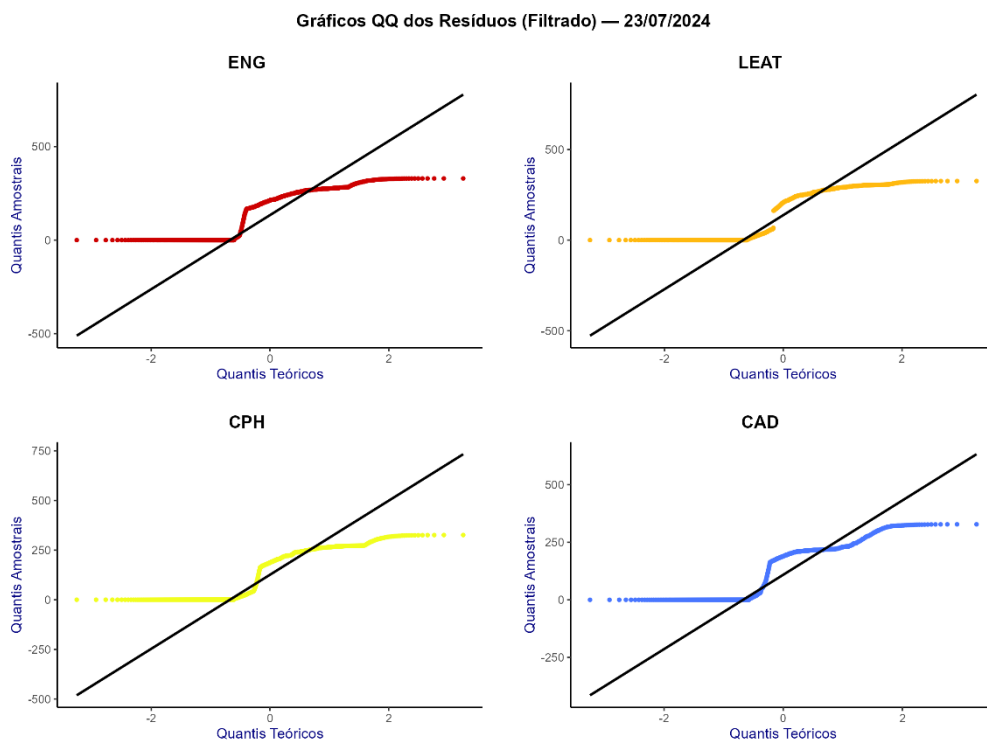 Gráficos QQ dos Resíduos (Filtrado) — 23/07/2024
ENG
Quantis Amostrais
500
0
-500
-2
0
2
Quantis Teóricos
LEAT
Quantis Amostrais
500
0
-500
-2
0
2
Quantis Teóricos
CPH
Quantis Amostrais
750
500
250
0
-250
-500
-2
0
2
Quantis Teóricos
CAD
Quantis Amostrais
500
250
0
-250
-2
0
2
Quantis Teóricos